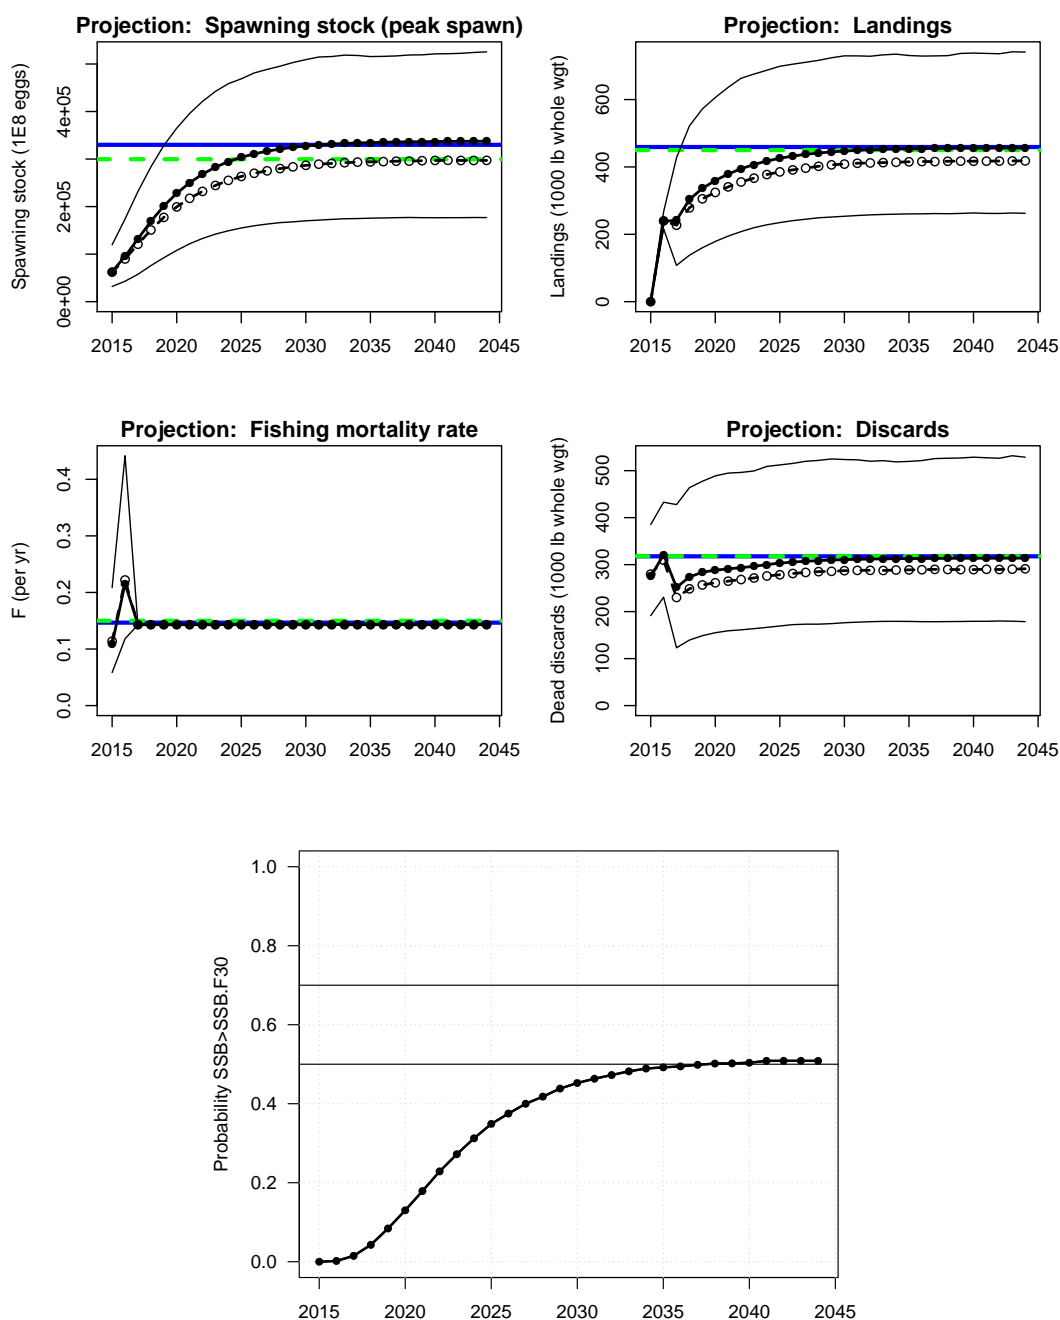 Projection: Spawning stock (peak spawn)
Spawning stock (1E8 eggs)
0e+00 2e+05 4e+05
2015 2020 2025 2030 2035 2040 2045
Projection: Landings
Landings (1000 lb whole wgt)
0 200 400 600
2015 2020 2025 2030 2035 2040 2045
Projection: Fishing mortality rate
F (per yr)
0.0 0.1 0.2 0.3 0.4
2015 2020 2025 2030 2035 2040 2045
Projection: Discards
Dead discards (1000 lb whole wgt)
0 100 200 300 400 500
2015 2020 2025 2030 2035 2040 2045
Probability SSB>SSB.F30
1.0
0.8
0.6
0.4
0.2
0.0
2015 2020 2025 2030 2035 2040 2045